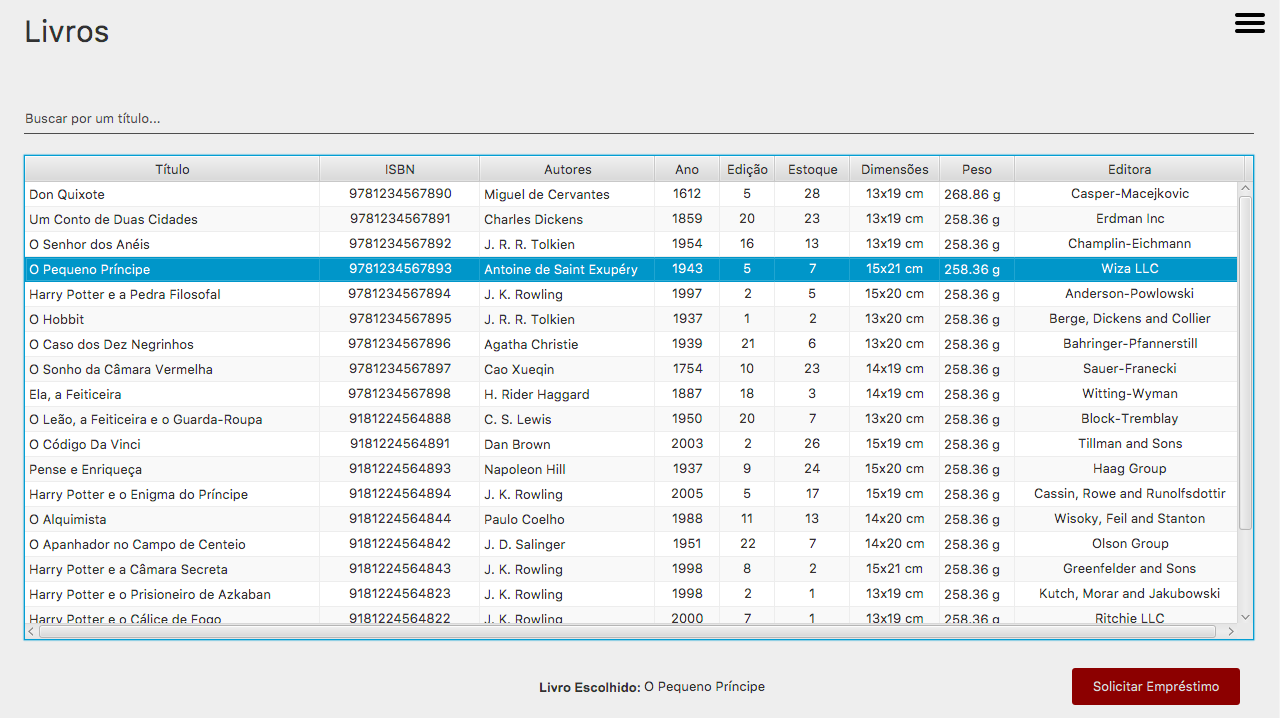 Livros
Buscar por um título...
Título ISBN Autores Ano Edição Estoque Dimensões Peso Editora
Don Quixote 9781234567890 Miguel de Cervantes 1612 5 28 13x19 cm 268.86 g Casper-Macejkovic
Um Conto de Duas Cidades 9781234567891 Charles Dickens 1859 20 23 13x19 cm 258.36 g Erdman Inc
O Senhor dos Anéis 9781234567892 J. R. R. Tolkien 1954 16 13 13x19 cm 258.36 g Champlin-Eichmann
O Pequeno Príncipe 9781234567893 Antoine de Saint Exupéry 1943 5 7 15x21 cm 258.36 g Wiza LLC
Harry Potter e a Pedra Filosofal 9781234567894 J. K. Rowling 1997 2 5 15x20 cm 258.36 g Anderson-Powlowski
O Hobbit 9781234567895 J. R. R. Tolkien 1937 1 2 13x20 cm 258.36 g Berge, Dickens and Collier
O Caso dos Dez Negrinhos 9781234567896 Agatha Christie 1939 21 6 13x20 cm 258.36 g Bahringer-Pfannerstill
O Sonho da Câmara Vermelha 9781234567897 Cao Xueqin 1754 10 23 14x19 cm 258.36 g Sauer-Franecki
Ela, a Feiticeira 9781234567898 H. Rider Haggard 1887 18 3 14x19 cm 258.36 g Witting-Wyman
O Leão, a Feiticeira e o Guarda-Roupa 9181224564888 C. S. Lewis 1950 20 7 13x20 cm 258.36 g Block-Tremblay
O Código Da Vinci 9181224564891 Dan Brown 2003 2 26 15x19 cm 258.36 g Tillman and Sons
Pense e Enriqueça 9181224564893 Napoleon Hill 1937 9 24 15x20 cm 258.36 g Haag Group
Harry Potter e o Enigma do Príncipe 9181224564894 J. K. Rowling 2005 5 17 15x19 cm 258.36 g Cassin, Rowe and Runolfsdottir
O Alquimista 9181224564844 Paulo Coelho 1988 11 13 14x20 cm 258.36 g Wisoky, Feil and Stanton
O Apanhador no Campo de Centeio 9181224564842 J. D. Salinger 1951 22 7 14x20 cm 258.36 g Olson Group
Harry Potter e a Câmara Secreta 9181224564843 J. K. Rowling 1998 8 2 15x21 cm 258.36 g Greenfelder and Sons
Harry Potter e o Prisioneiro de Azkaban 9181224564823 J. K. Rowling 1998 2 1 13x19 cm 258.36 g Kutch, Morar and Jakubowski
Harry Potter e o Cálice de Fogo 9181224564822 J. K. Rowling 2000 7 1 13x19 cm 258.36 g Ritchie LLC
Livro Escolhido: O Pequeno Príncipe
Solicitar Empréstimo